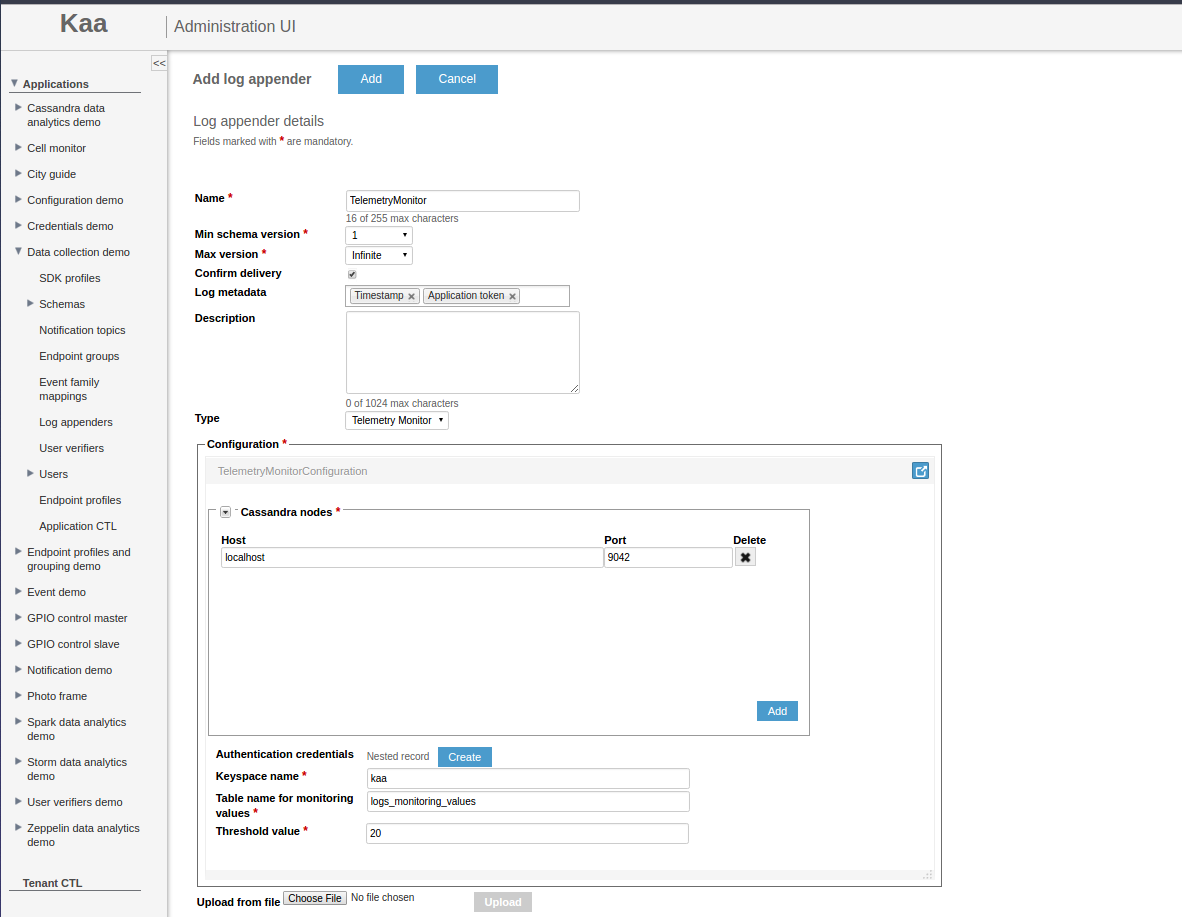 Kaa
Administration UI
<<
Applications
Cassandra data
analytics demo
Cell monitor
City guide
Configuration demo
Credentials demo
Data collection demo
SDK profiles
Schemas
Notification topics
Endpoint groups
Event family
mappings
Log appenders
User verifiers
Users
Endpoint profiles
Application CTL
Endpoint profiles and
grouping demo
Event demo
GPIO control master
GPIO control slave
Notification demo
Photo frame
Spark data analytics
demo
Storm data analytics
demo
User verifiers demo
Zeppelin data analytics
demo
Tenant CTL
Add log appender Add Cancel
Log appender details
Fields marked with * are mandatory.
Name * TelemetryMonitor
16 of 255 max characters
Min schema version * 1
Max version * Infinite
Confirm delivery
Log metadata Timestamp Application token
Description
0 of 1024 max characters
Type Telemetry Monitor
Configuration *
TelemetryMonitorConfiguration
Cassandra nodes *
Host Port Delete
localhost 9042
Add
Authentication credentials Nested record Create
Keyspace name * kaa
Table name for monitoring
values * logs_monitoring_values
Threshold value * 20
Upload from file Choose File No file chosen Upload